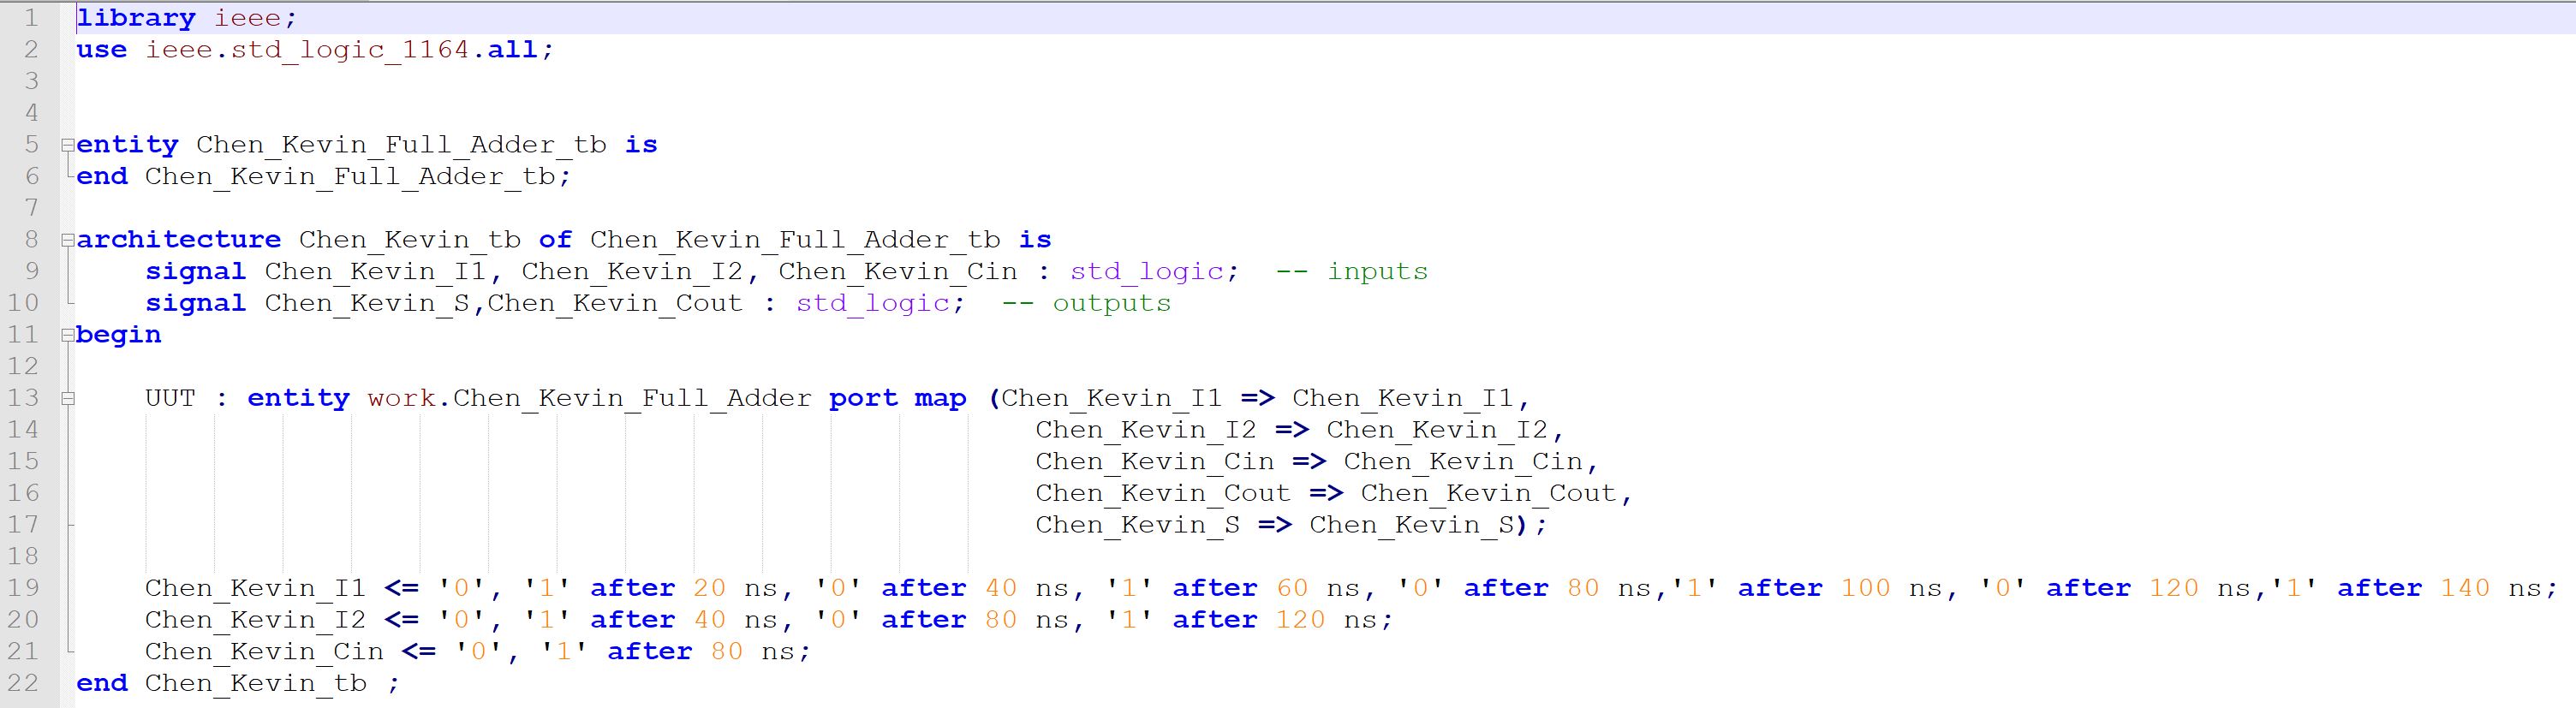 1 library ieee;
2 use ieee.std_logic_1164.all;
3
4
5 entity Chen_Kevin_Full_Adder_tb is
6 end Chen_Kevin_Full_Adder_tb;
7
8 architecture Chen_Kevin_tb of Chen_Kevin_Full_Adder_tb is
9 signal Chen_Kevin_I1, Chen_Kevin_I2, Chen_Kevin_Cin : std_logic; -- inputs
10 signal Chen_Kevin_S,Chen_Kevin_Cout : std_logic; -- outputs
11 begin
12
13 UUT : entity work.Chen_Kevin_Full_Adder port map (Chen_Kevin_I1 => Chen_Kevin_I1,
14 Chen_Kevin_I2 => Chen_Kevin_I2,
15 Chen_Kevin_Cin => Chen_Kevin_Cin,
16 Chen_Kevin_Cout => Chen_Kevin_Cout,
17 Chen_Kevin_S => Chen_Kevin_S);
18
19 Chen_Kevin_I1 <= '0', '1' after 20 ns, '0' after 40 ns, '1' after 60 ns, '0' after 80 ns,'1' after 100 ns, '0' after 120 ns,'1' after 140 ns;
20 Chen_Kevin_I2 <= '0', '1' after 40 ns, '0' after 80 ns, '1' after 120 ns;
21 Chen_Kevin_Cin <= '0', '1' after 80 ns;
22 end Chen_Kevin_tb ;